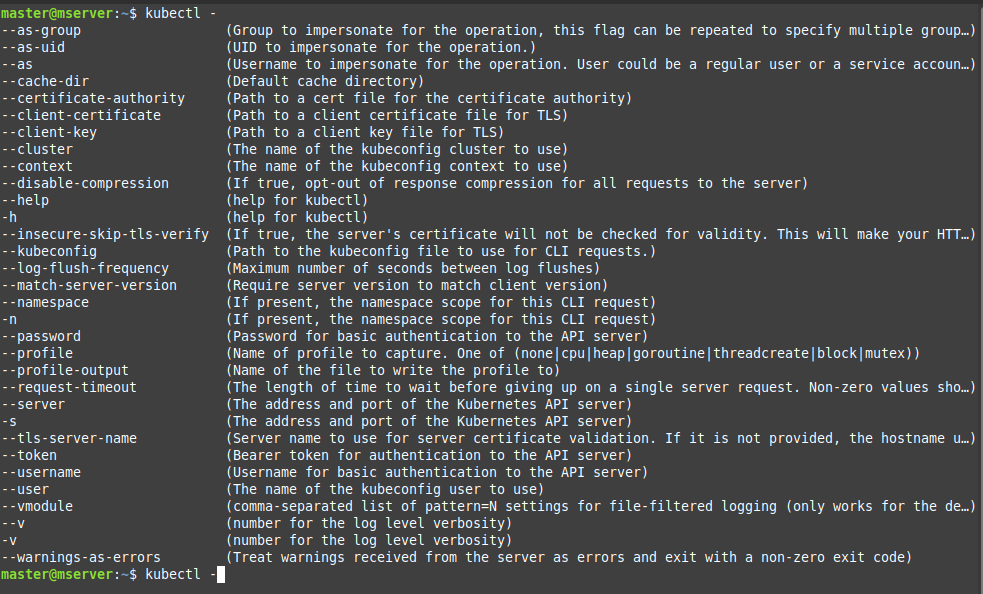 master@mserver:~$ kubectl -
--as-group (Group to impersonate for the operation, this flag can be repeated to specify multiple group…)
--as-uid (UID to impersonate for the operation.)
--as (Username to impersonate for the operation. User could be a regular user or a service accoun…)
--cache-dir (Default cache directory)
--certificate-authority (Path to a cert file for the certificate authority)
--client-certificate (Path to a client certificate file for TLS)
--client-key (Path to a client key file for TLS)
--cluster (The name of the kubeconfig cluster to use)
--context (The name of the kubeconfig context to use)
--disable-compression (If true, opt-out of response compression for all requests to the server)
--help (help for kubectl)
-h (help for kubectl)
--insecure-skip-tls-verify (If true, the server's certificate will not be checked for validity. This will make your HTT…)
--kubeconfig (Path to the kubeconfig file to use for CLI requests.)
--log-flush-frequency (Maximum number of seconds between log flushes)
--match-server-version (Require server version to match client version)
--namespace (If present, the namespace scope for this CLI request)
-n (If present, the namespace scope for this CLI request)
--password (Password for basic authentication to the API server)
--profile (Name of profile to capture. One of (none|cpu|heap|goroutine|threadcreate|block|mutex))
--profile-output (Name of the file to write the profile to)
--request-timeout (The length of time to wait before giving up on a single server request. Non-zero values sho…)
--server (The address and port of the Kubernetes API server)
-s (The address and port of the Kubernetes API server)
--tls-server-name (Server name to use for server certificate validation. If it is not provided, the hostname u…)
--token (Bearer token for authentication to the API server)
--username (Username for basic authentication to the API server)
--user (The name of the kubeconfig user to use)
--vmodule (comma-separated list of pattern=N settings for file-filtered logging (only works for the de…)
--v (number for the log level verbosity)
-v (number for the log level verbosity)
--warnings-as-errors (Treat warnings received from the server as errors and exit with a non-zero exit code)
master@mserver:~$ kubectl -